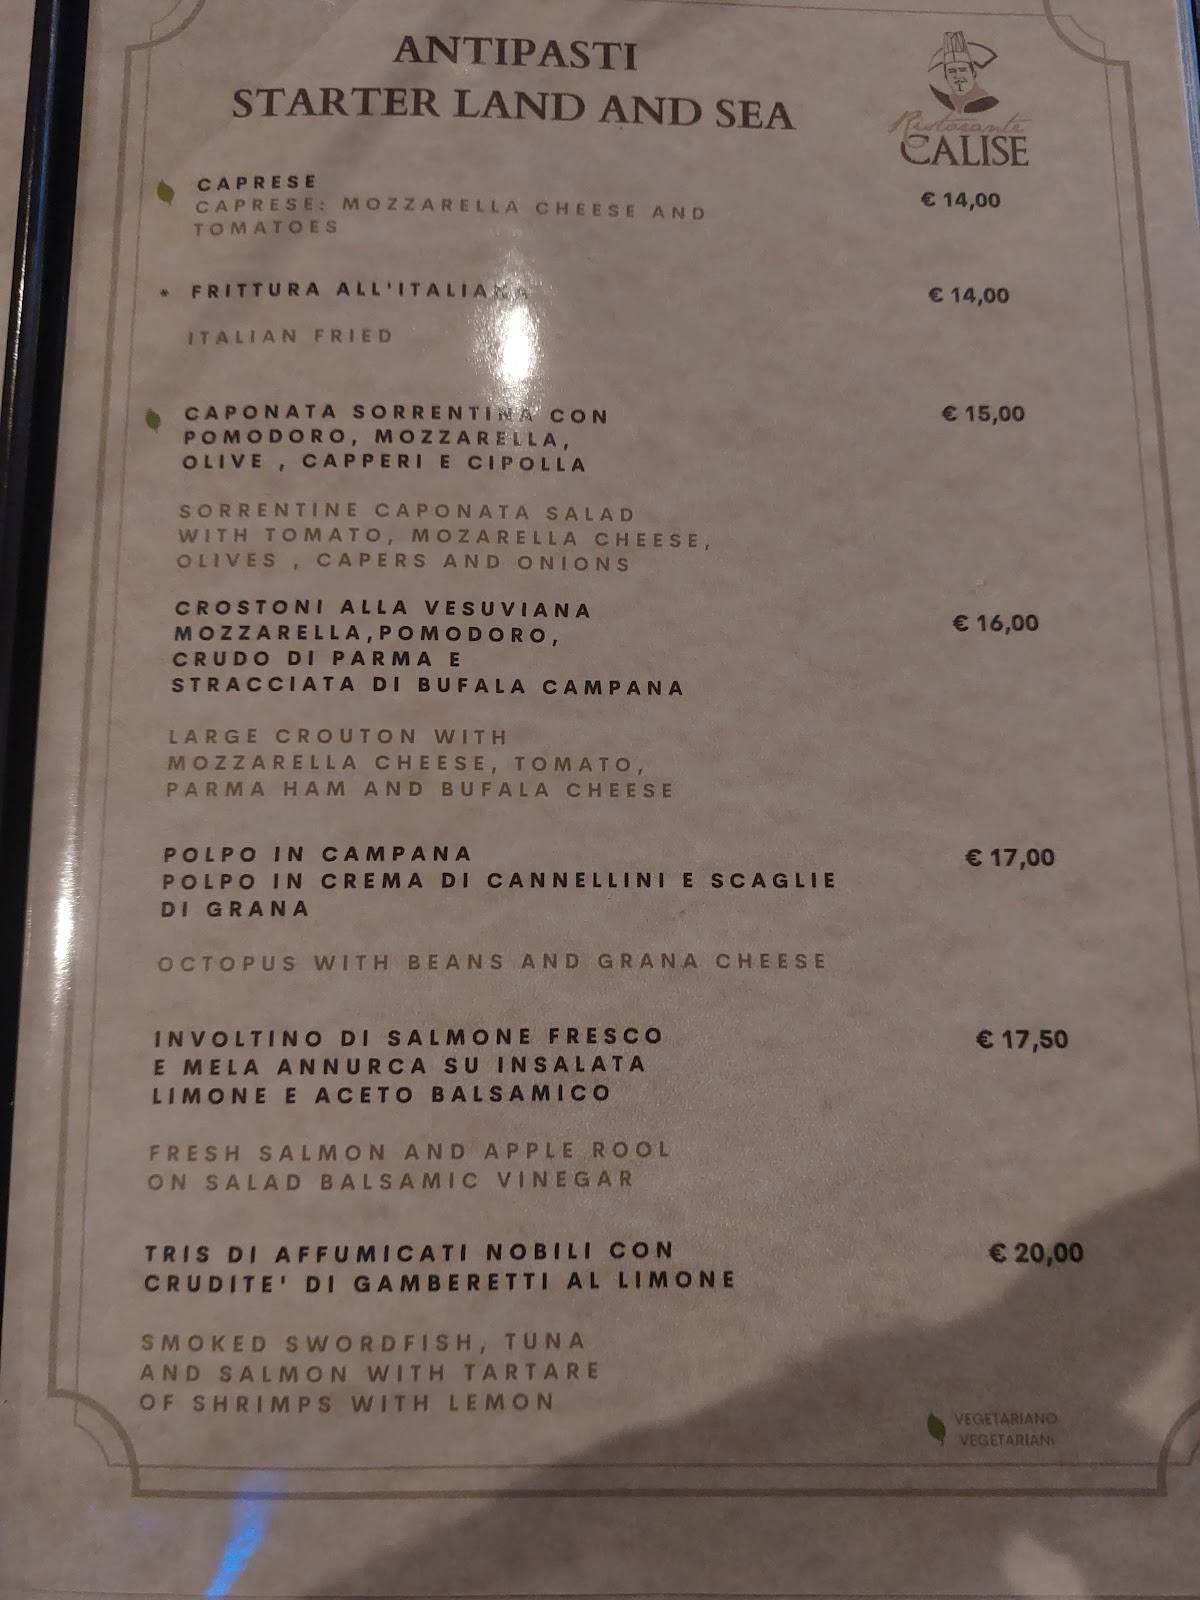 ANTIPASTI
STARTER LAND AND SEA
Ristorante
CALISE
CAPRESE
€ 14,00
CAPRESE: MOZZARELLA CHEESE AND
TOMATOES
* FRITTURA ALL'ITALIANA
€ 14,00
ITALIAN FRIED
CAPONATA SORRENTINA CON
€ 15,00
POMODORO, MOZZARELLA,
OLIVE , CAPPERI E CIPOLLA
SORRENTINE CAPONATA SALAD
WITH TOMATO, MOZARELLA CHEESE,
OLIVES , CAPERS AND ONIONS
CROSTONI ALLA VESUVIANA
€ 16,00
MOZZARELLA,POMODORO,
CRUDO DI PARMA E
STRACCIATA DI BUFALA CAMPANA
LARGE CROUTON WITH
MOZZARELLA CHEESE, TOMATO,
PARMA HAM AND BUFALA CHEESE
POLPO IN CAMPANA
€ 17,00
POLPO IN CREMA DI CANNELLINI E SCAGLIE
DI GRANA
OCTOPUS WITH BEANS AND GRANA CHEESE
INVOLTINO DI SALMONE FRESCO
€ 17,50
E MELA ANNURCA SU INSALATA
LIMONE E ACETO BALSAMICO
FRESH SALMON AND APPLE ROOL
ON SALAD BALSAMIC VINEGAR
TRIS DI AFFUMICATI NOBILI CON
€ 20,00
CRUDITE' DI GAMBERETTI AL LIMONE
SMOKED SWORDFISH, TUNA
AND SALMON WITH TARTARE
OF SHRIMPS WITH LEMON
VEGETARIANO
VEGETARIAN